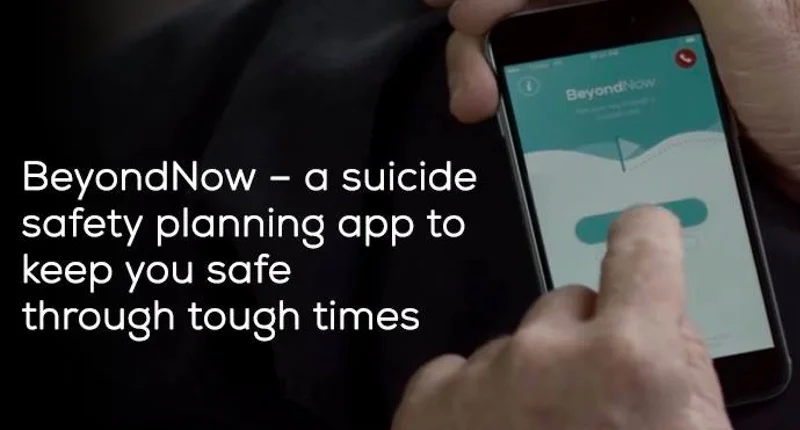 BeyondNow – a suicide
safety planning app to
keep you safe
through tough times
BeyondNow